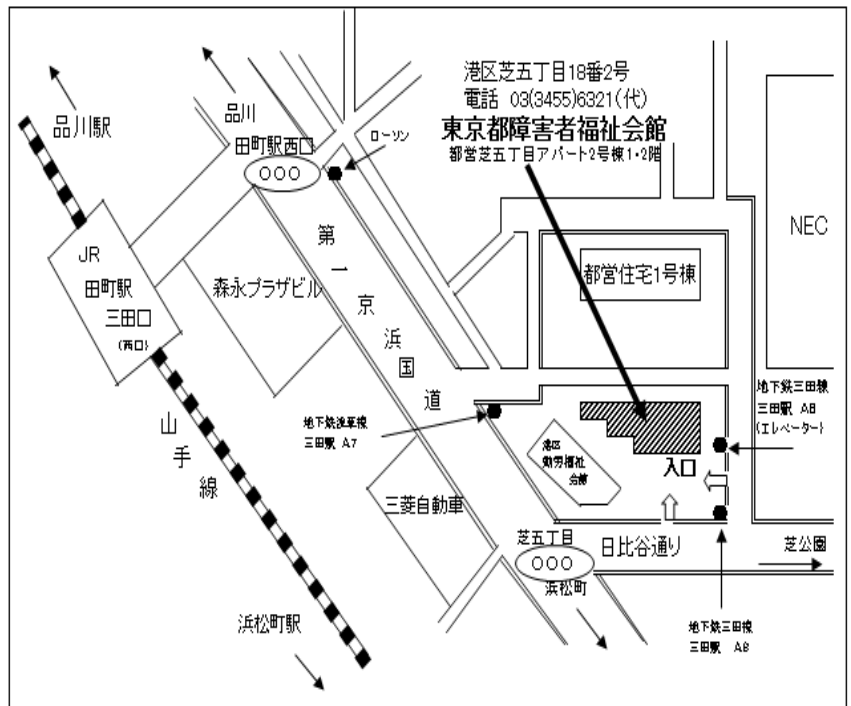 港区芝五丁目18番2号
電話 03(3455)6321(代)
東京都障害者福祉会館
都営芝五丁目アパート2号棟1・2階
品川駅
品川
田町駅西口
ローソン
NEC
JR
田町駅
三田口
(西口)
森永プラザビル
第一京浜国道
都営住宅1号棟
山手線
地下鉄浅草線
三田駅 A7
地下鉄三田線
三田駅 A8
(エレベーター)
港区
勤労福祉
会館
入口
三菱自動車
芝五丁目
日比谷通り
芝公園
浜松町
浜松町駅
地下鉄三田線
三田駅 A8